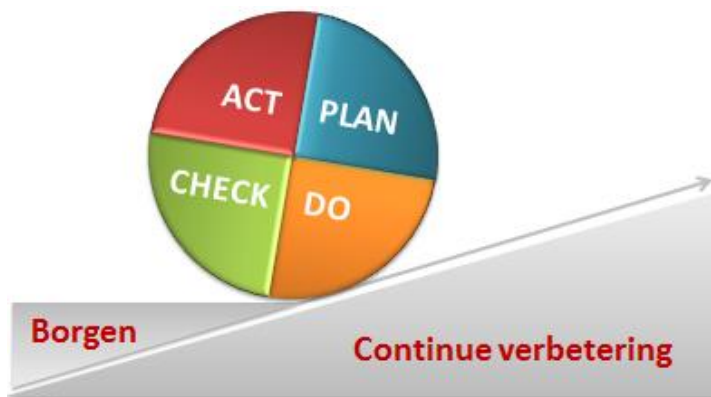 ACT
PLAN
CHECK
DO
Borgen
Continue verbetering